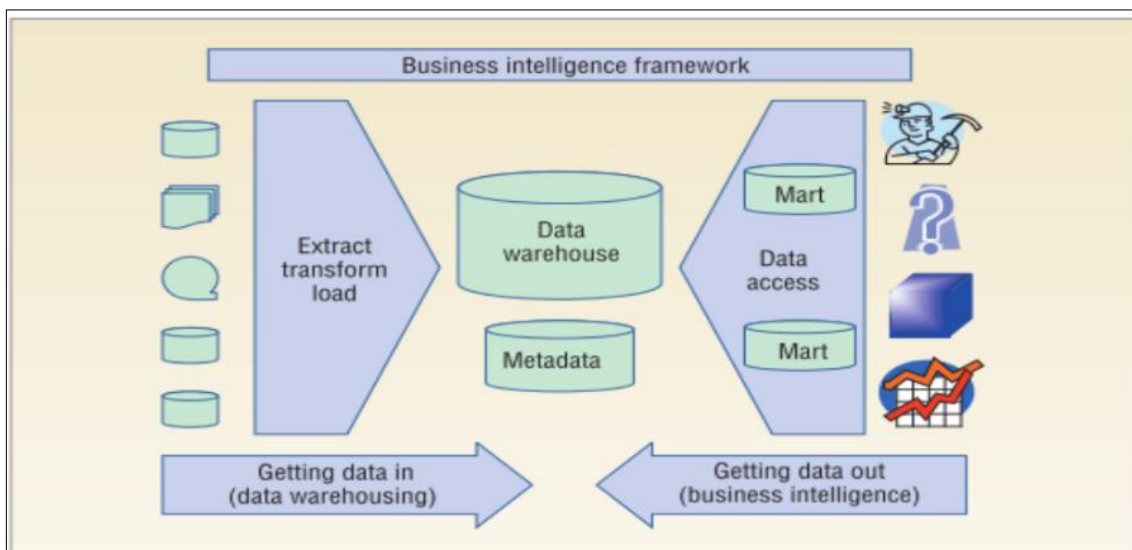 Business intelligence framework
Extract
transform
load
Data
warehouse
Metadata
Mart
Data
access
Mart
?
Getting data in
(data warehousing)
Getting data out
(business intelligence)